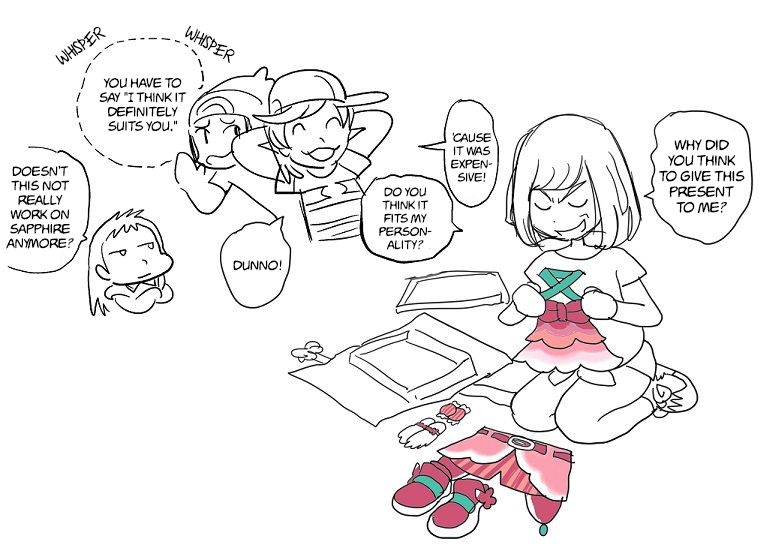 WHISPER
WHISPER
YOU HAVE TO
SAY "I THINK IT
DEFINITELY
SUITS YOU."
'CAUSE
IT WAS
EXPEN-
SIVE!
WHY DID
YOU THINK
TO GIVE THIS
PRESENT
TO ME?
DOESN'T
THIS NOT
REALLY
WORK ON
SAPPHIRE
ANYMORE?
DO YOU
THINK IT
FITS MY
PERSON-
ALITY?
DUNNO!